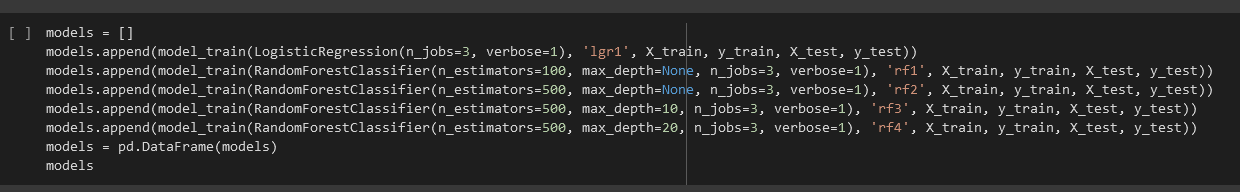 [ ] models = []
models.append(model_train(LogisticRegression(n_jobs=3, verbose=1), 'lgr1', X_train, y_train, X_test, y_test))
models.append(model_train(RandomForestClassifier(n_estimators=100, max_depth=None, n_jobs=3, verbose=1), 'rf1', X_train, y_train, X_test, y_test))
models.append(model_train(RandomForestClassifier(n_estimators=500, max_depth=None, n_jobs=3, verbose=1), 'rf2', X_train, y_train, X_test, y_test))
models.append(model_train(RandomForestClassifier(n_estimators=500, max_depth=10, n_jobs=3, verbose=1), 'rf3', X_train, y_train, X_test, y_test))
models.append(model_train(RandomForestClassifier(n_estimators=500, max_depth=20, n_jobs=3, verbose=1), 'rf4', X_train, y_train, X_test, y_test))
models = pd.DataFrame(models)
models